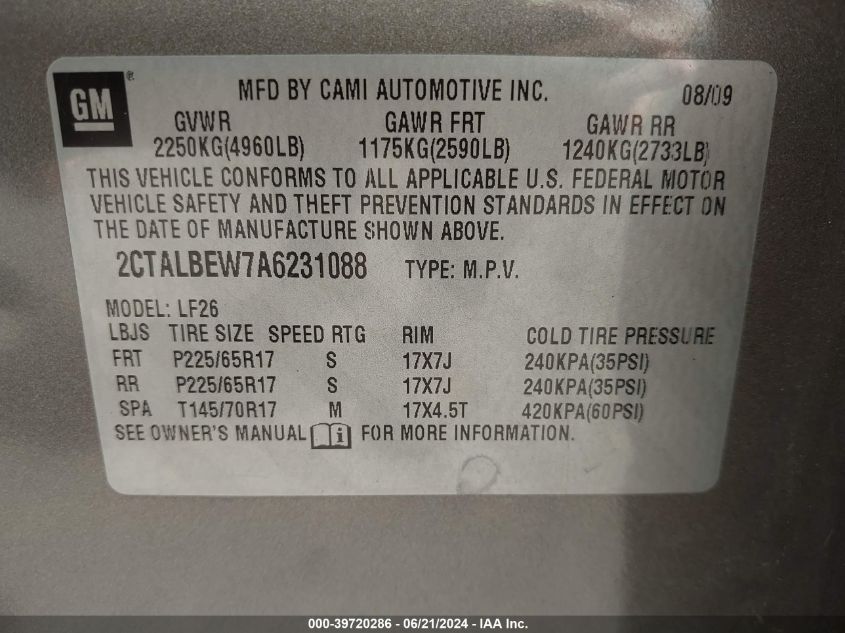 GM ®
MFD BY CAMI AUTOMOTIVE INC. 08/09
GVWR GAWR FRT GAWR RR
2250KG(4960LB) 1175KG(2590LB) 1240KG(2733LB)
THIS VEHICLE CONFORMS TO ALL APPLICABLE U.S. FEDERAL MOTOR
VEHICLE SAFETY AND THEFT PREVENTION STANDARDS IN EFFECT ON
THE DATE OF MANUFACTURE SHOWN ABOVE.
2CTALBEW7A6231088 TYPE: M.P.V.
MODEL: LF26
LBJS TIRE SIZE SPEED RTG RIM COLD TIRE PRESSURE
FRT P225/65R17 S 17X7J 240KPA(35PSI)
RR P225/65R17 S 17X7J 240KPA(35PSI)
SPA T145/70R17 M 17X4.5T 420KPA(60PSI)
SEE OWNER'S MANUAL i FOR MORE INFORMATION.
000-39720286 - 06/21/2024 - IAA Inc.